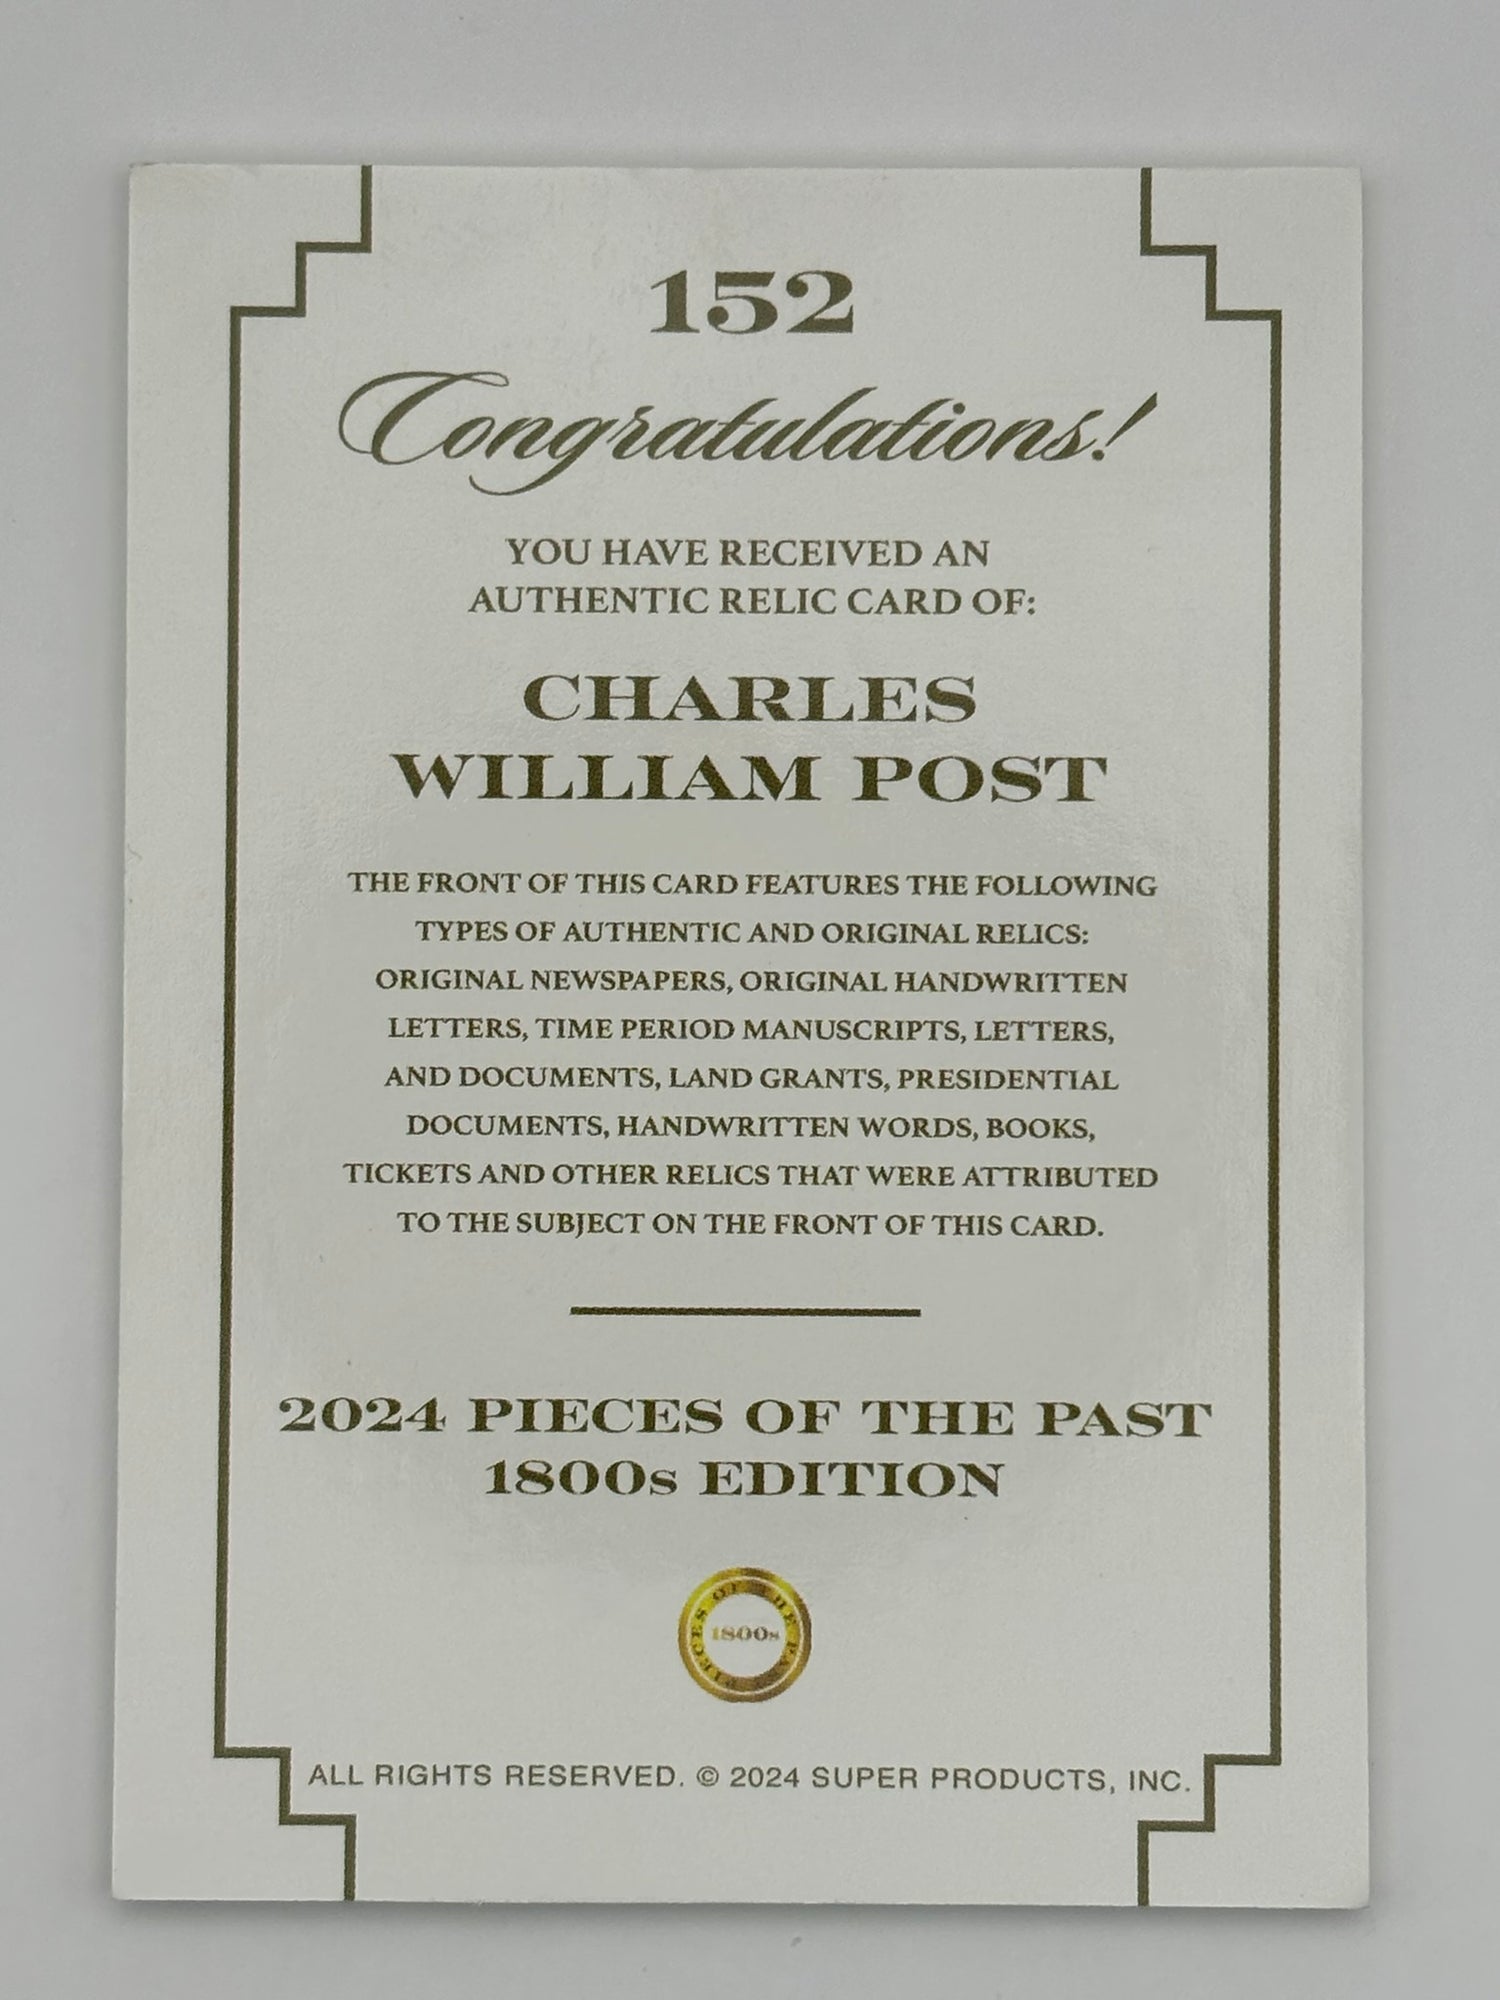 152
Congratulations!
YOU HAVE RECEIVED AN
AUTHENTIC RELIC CARD OF:
CHARLES
WILLIAM POST
THE FRONT OF THIS CARD FEATURES THE FOLLOWING
TYPES OF AUTHENTIC AND ORIGINAL RELICS:
ORIGINAL NEWSPAPERS, ORIGINAL HANDWRITTEN
LETTERS, TIME PERIOD MANUSCRIPTS, LETTERS,
AND DOCUMENTS, LAND GRANTS, PRESIDENTIAL
DOCUMENTS, HANDWRITTEN WORDS, BOOKS,
TICKETS AND OTHER RELICS THAT WERE ATTRIBUTED
TO THE SUBJECT ON THE FRONT OF THIS CARD.
2024 PIECES OF THE PAST
1800s EDITION
PIECES OF THE PAST
1800s
ALL RIGHTS RESERVED. © 2024 SUPER PRODUCTS, INC.